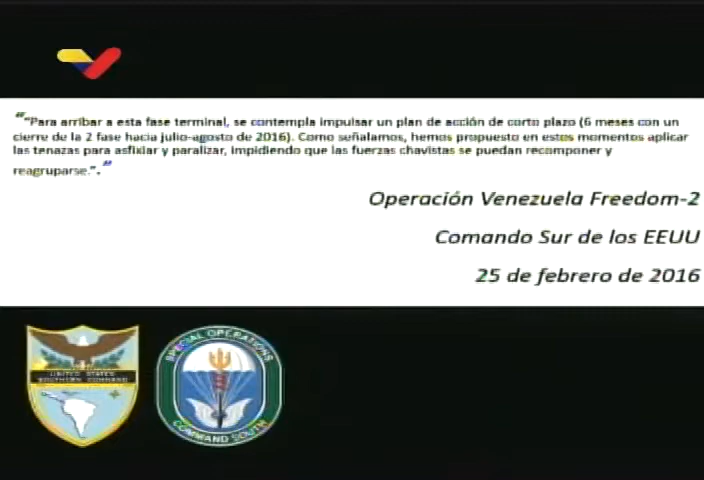 “"Para arribar a esta fase terminal, se contempla impulsar un plan de acción de corto plazo (6 meses con un
cierre de la 2 fase hacia julio-agosto de 2016). Como señalamos, hemos propuesto en estos momentos aplicar
las tenazas para asfixiar y paralizar, impidiendo que las fuerzas chavistas se puedan recomponer y
reagruparse.".”
Operación Venezuela Freedom-2
Comando Sur de los EEUU
25 de febrero de 2016
UNITED STATES
SOUTHERN COMMAND
SPECIAL OPERATIONS
COMMAND SOUTH